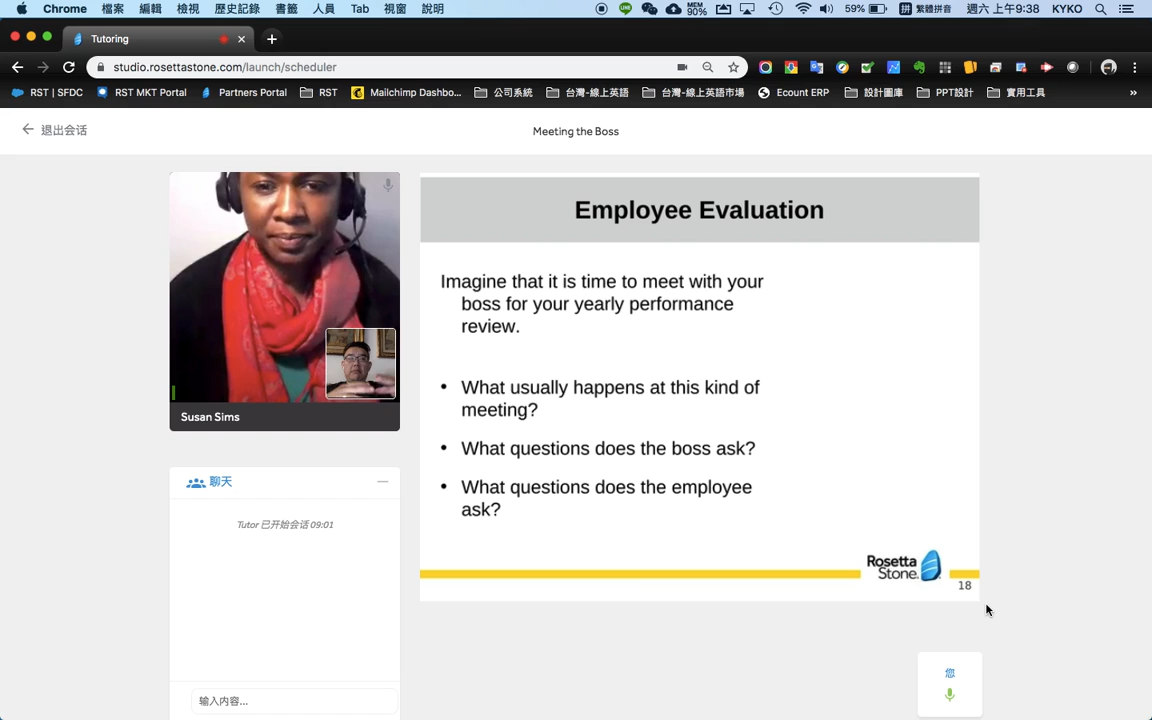 Chrome 檔案 編輯 檢視 歷史記錄 書籤 人員 Tab 視窗 說明 MEM 90% 59% 拼 繁體拼音 週六 上午9:38 KYKO
Tutoring
studio.rosettastone.com/launch/scheduler
RST | SFDC RST MKT Portal Partners Portal RST Mailchimp Dashbo... 公司系統 台灣-線上英語 台灣-線上英語市場 Ecount ERP 設計圖庫 PPT設計 實用工具 »
退出会话
Meeting the Boss
Employee Evaluation
Imagine that it is time to meet with your
boss for your yearly performance
review.
• What usually happens at this kind of
meeting?
• What questions does the boss ask?
• What questions does the employee
ask?
Rosetta
Stone
18
Susan Sims
聊天
Tutor 已开始会话 09:01
输入内容...
您